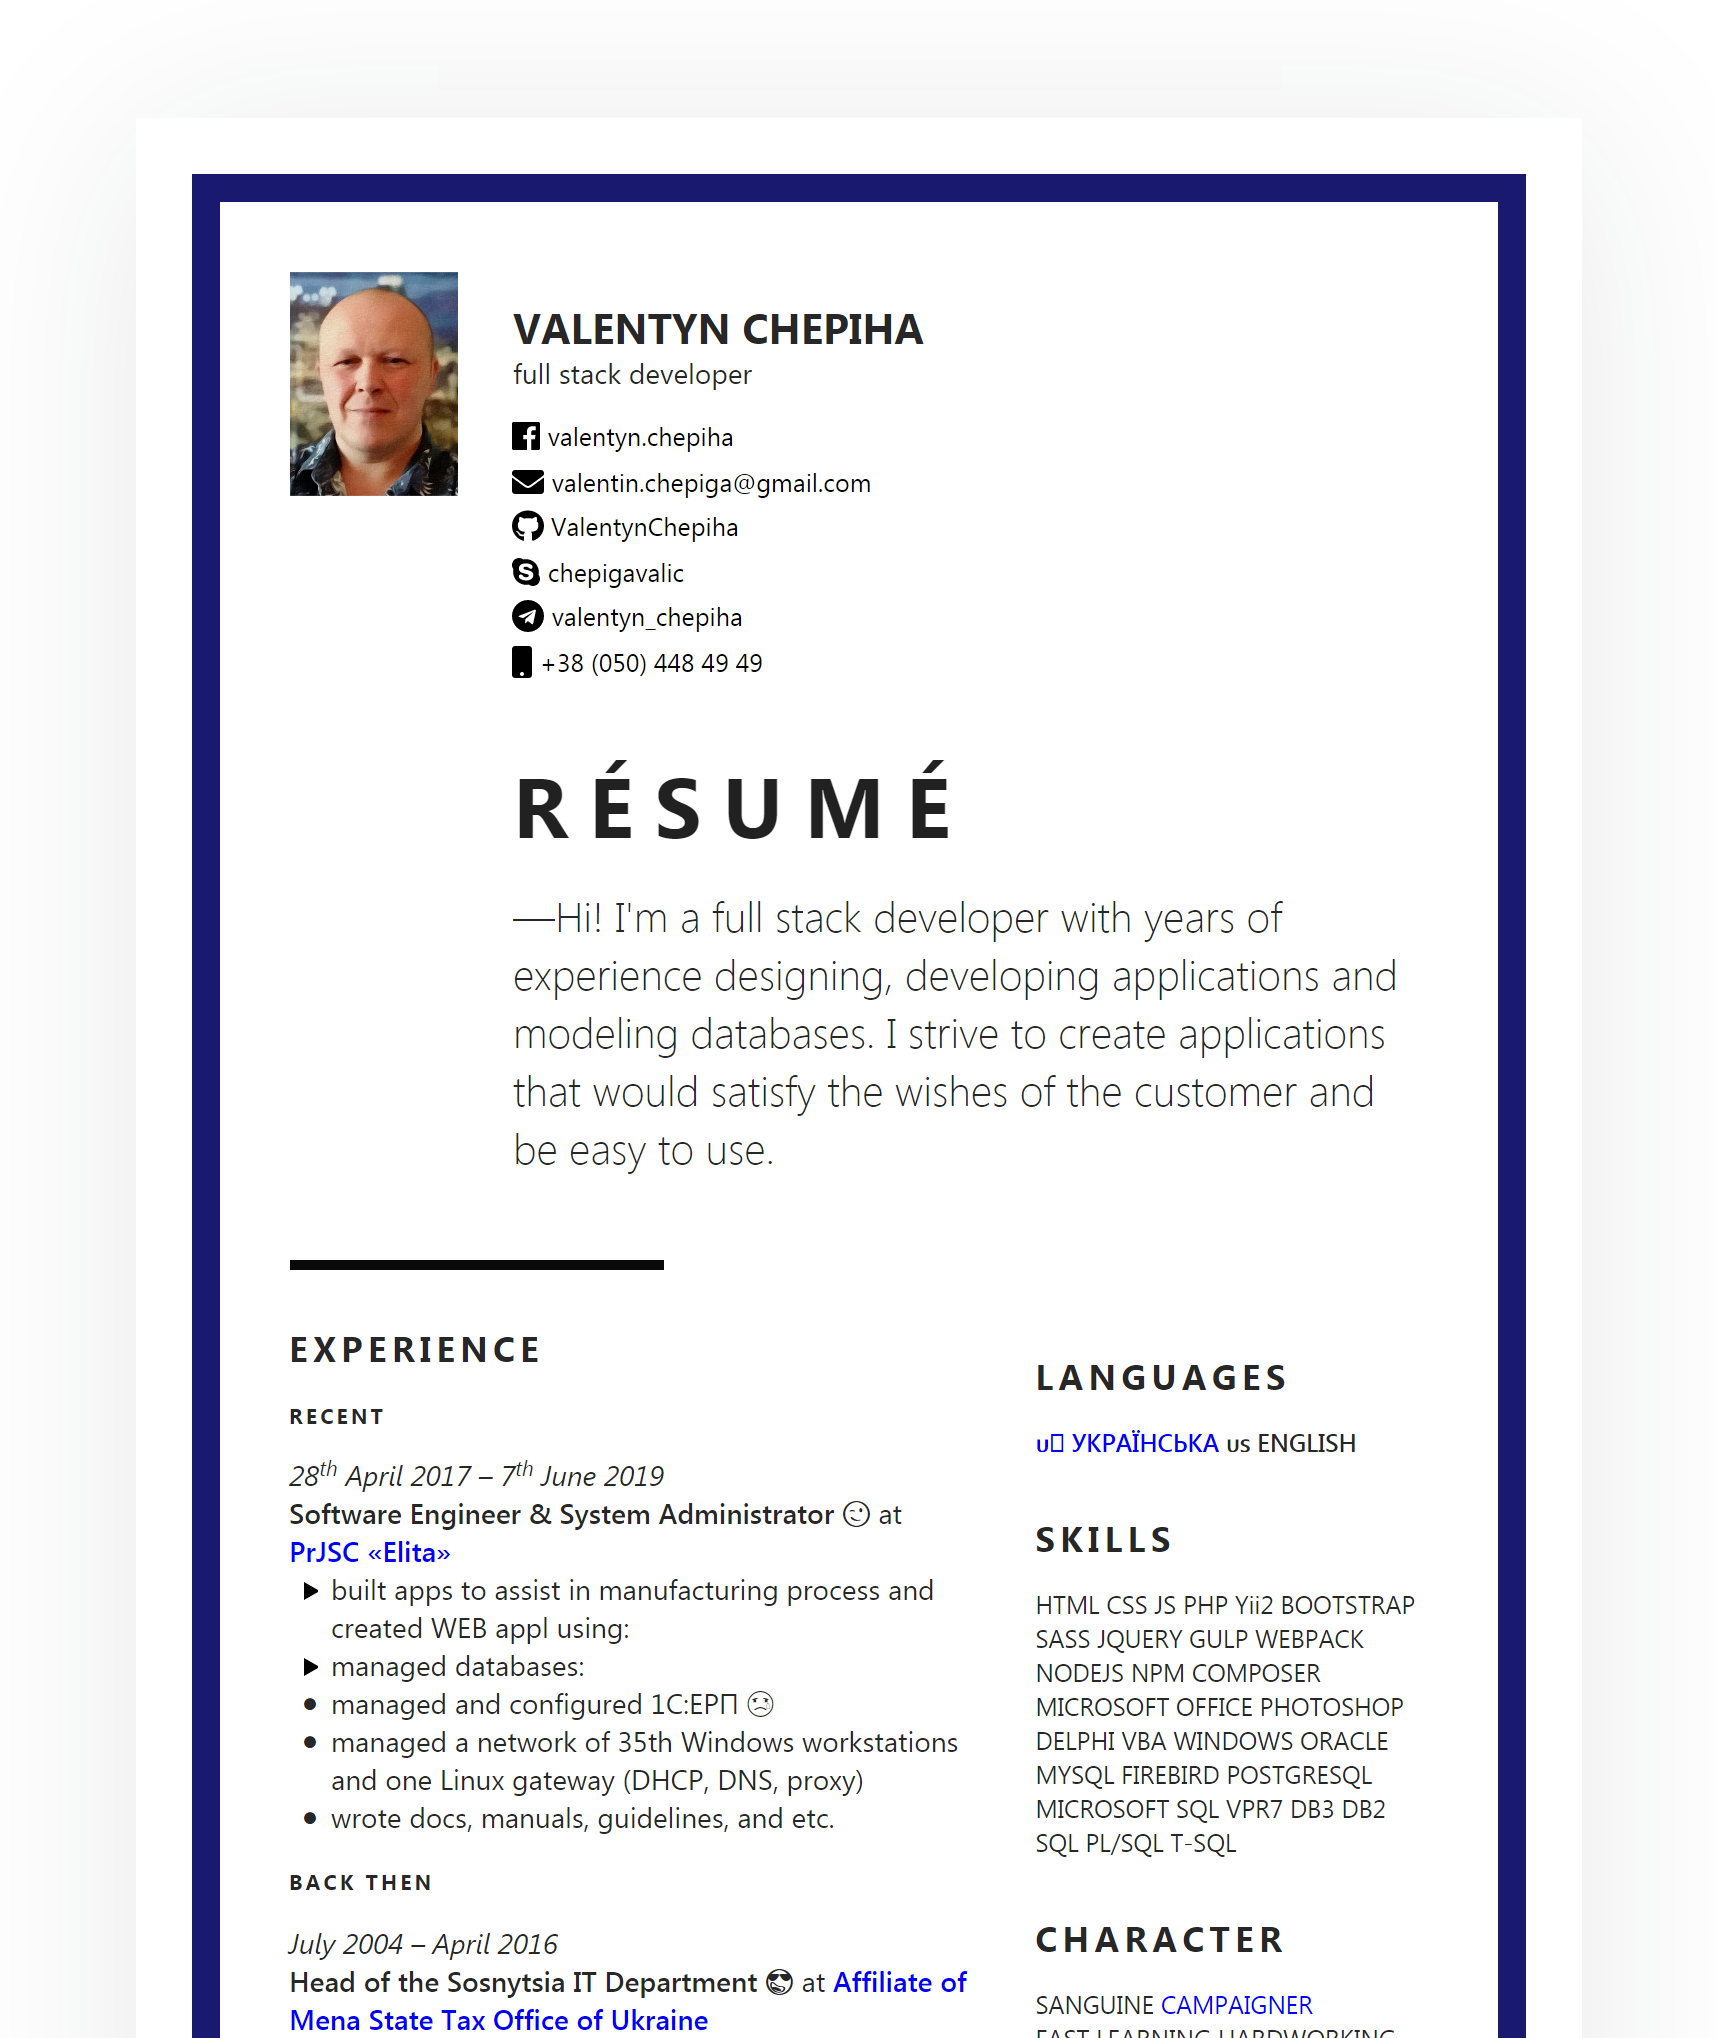 VALENTYN CHEPIHA
full stack developer
valentyn.chepiha
valentin.chepiga@gmail.com
ValentynChepiha
chepigavalic
valentyn_chepiha
+38 (050) 448 49 49
RÉSUMÉ
—Hi! I'm a full stack developer with years of
experience designing, developing applications and
modeling databases. I strive to create applications
that would satisfy the wishes of the customer and
be easy to use.
EXPERIENCE
RECENT
28th April 2017 – 7th June 2019
Software Engineer & System Administrator 😉 at
PrJSC «Elita»
built apps to assist in manufacturing process and
created WEB appl using:
managed databases:
managed and configured 1С:ЕРП 😢
managed a network of 35th Windows workstations
and one Linux gateway (DHCP, DNS, proxy)
wrote docs, manuals, guidelines, and etc.
BACK THEN
July 2004 – April 2016
Head of the Sosnytsia IT Department 😎 at Affiliate of
Mena State Tax Office of Ukraine
LANGUAGES
УКРАЇНСЬКА us ENGLISH
SKILLS
HTML CSS JS PHP Yii2 BOOTSTRAP
SASS JQUERY GULP WEBPACK
NODEJS NPM COMPOSER
MICROSOFT OFFICE PHOTOSHOP
DELPHI VBA WINDOWS ORACLE
MYSQL FIREBIRD POSTGRESQL
MICROSOFT SQL VPR7 DB3 DB2
SQL PL/SQL T-SQL
CHARACTER
SANGUINE CAMPAIGNER
FAST LEARNING HARDWORKING